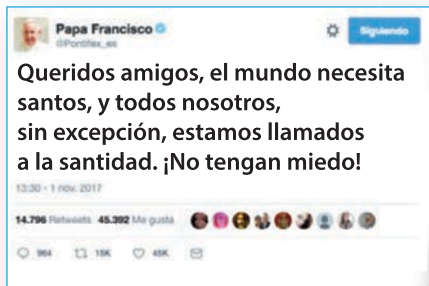 Papa Francisco
@Pontifex_es
Siguiendo
Queridos amigos, el mundo necesita
santos, y todos nosotros,
sin excepción, estamos llamados
a la santidad. ¡No tengan miedo!
13:30 - 1 nov. 2017
14.796 Retweets 45.392 Me gusta
984 15K 45K